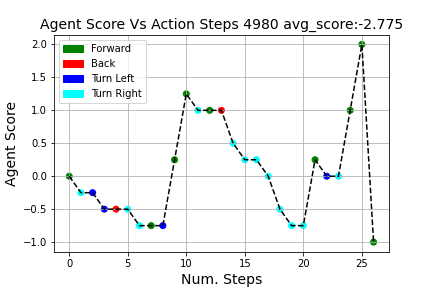 Agent Score Vs Action Steps 4980 avg_score:-2.775
Forward
Back
Turn Left
Turn Right
Agent Score
2.0
1.5
1.0
0.5
0.0
−0.5
−1.0
0 5 10 15 20 25
Num. Steps